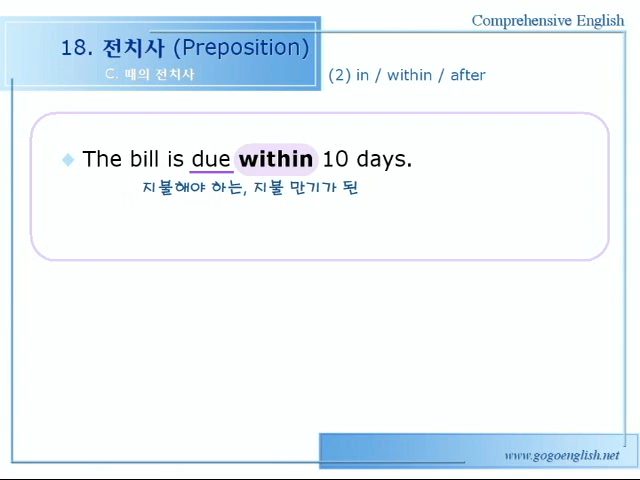 Comprehensive English
18. 전치사 (Preposition)
C. 때의 전치사
(2) in / within / after
The bill is due within 10 days.
지불해야 하는, 지불 만기가 된
www.gogoenglish.net